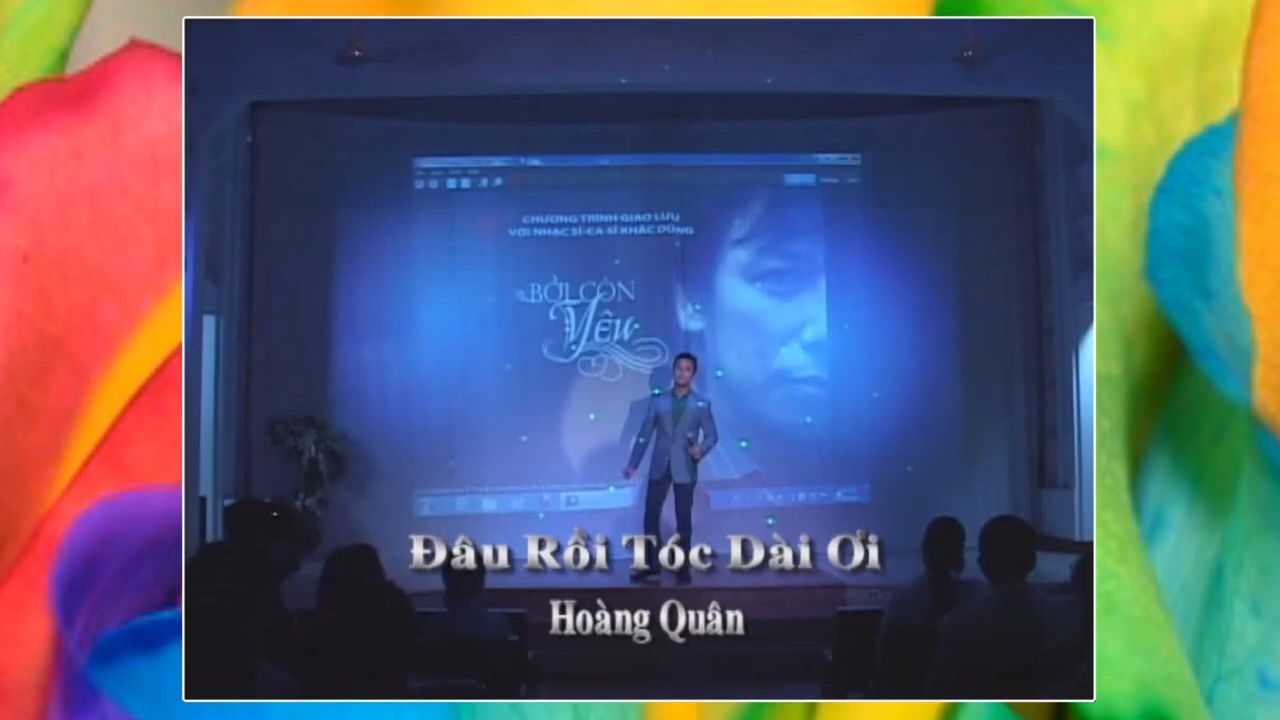 CHƯƠNG TRÌNH GIAO LƯU
VỚI NHẠC SĨ-CA SĨ KHẮC DŨNG
BỞI CÒN
YÊU
Đâu Rồi Tóc Dài Ơi
Hoàng Quân